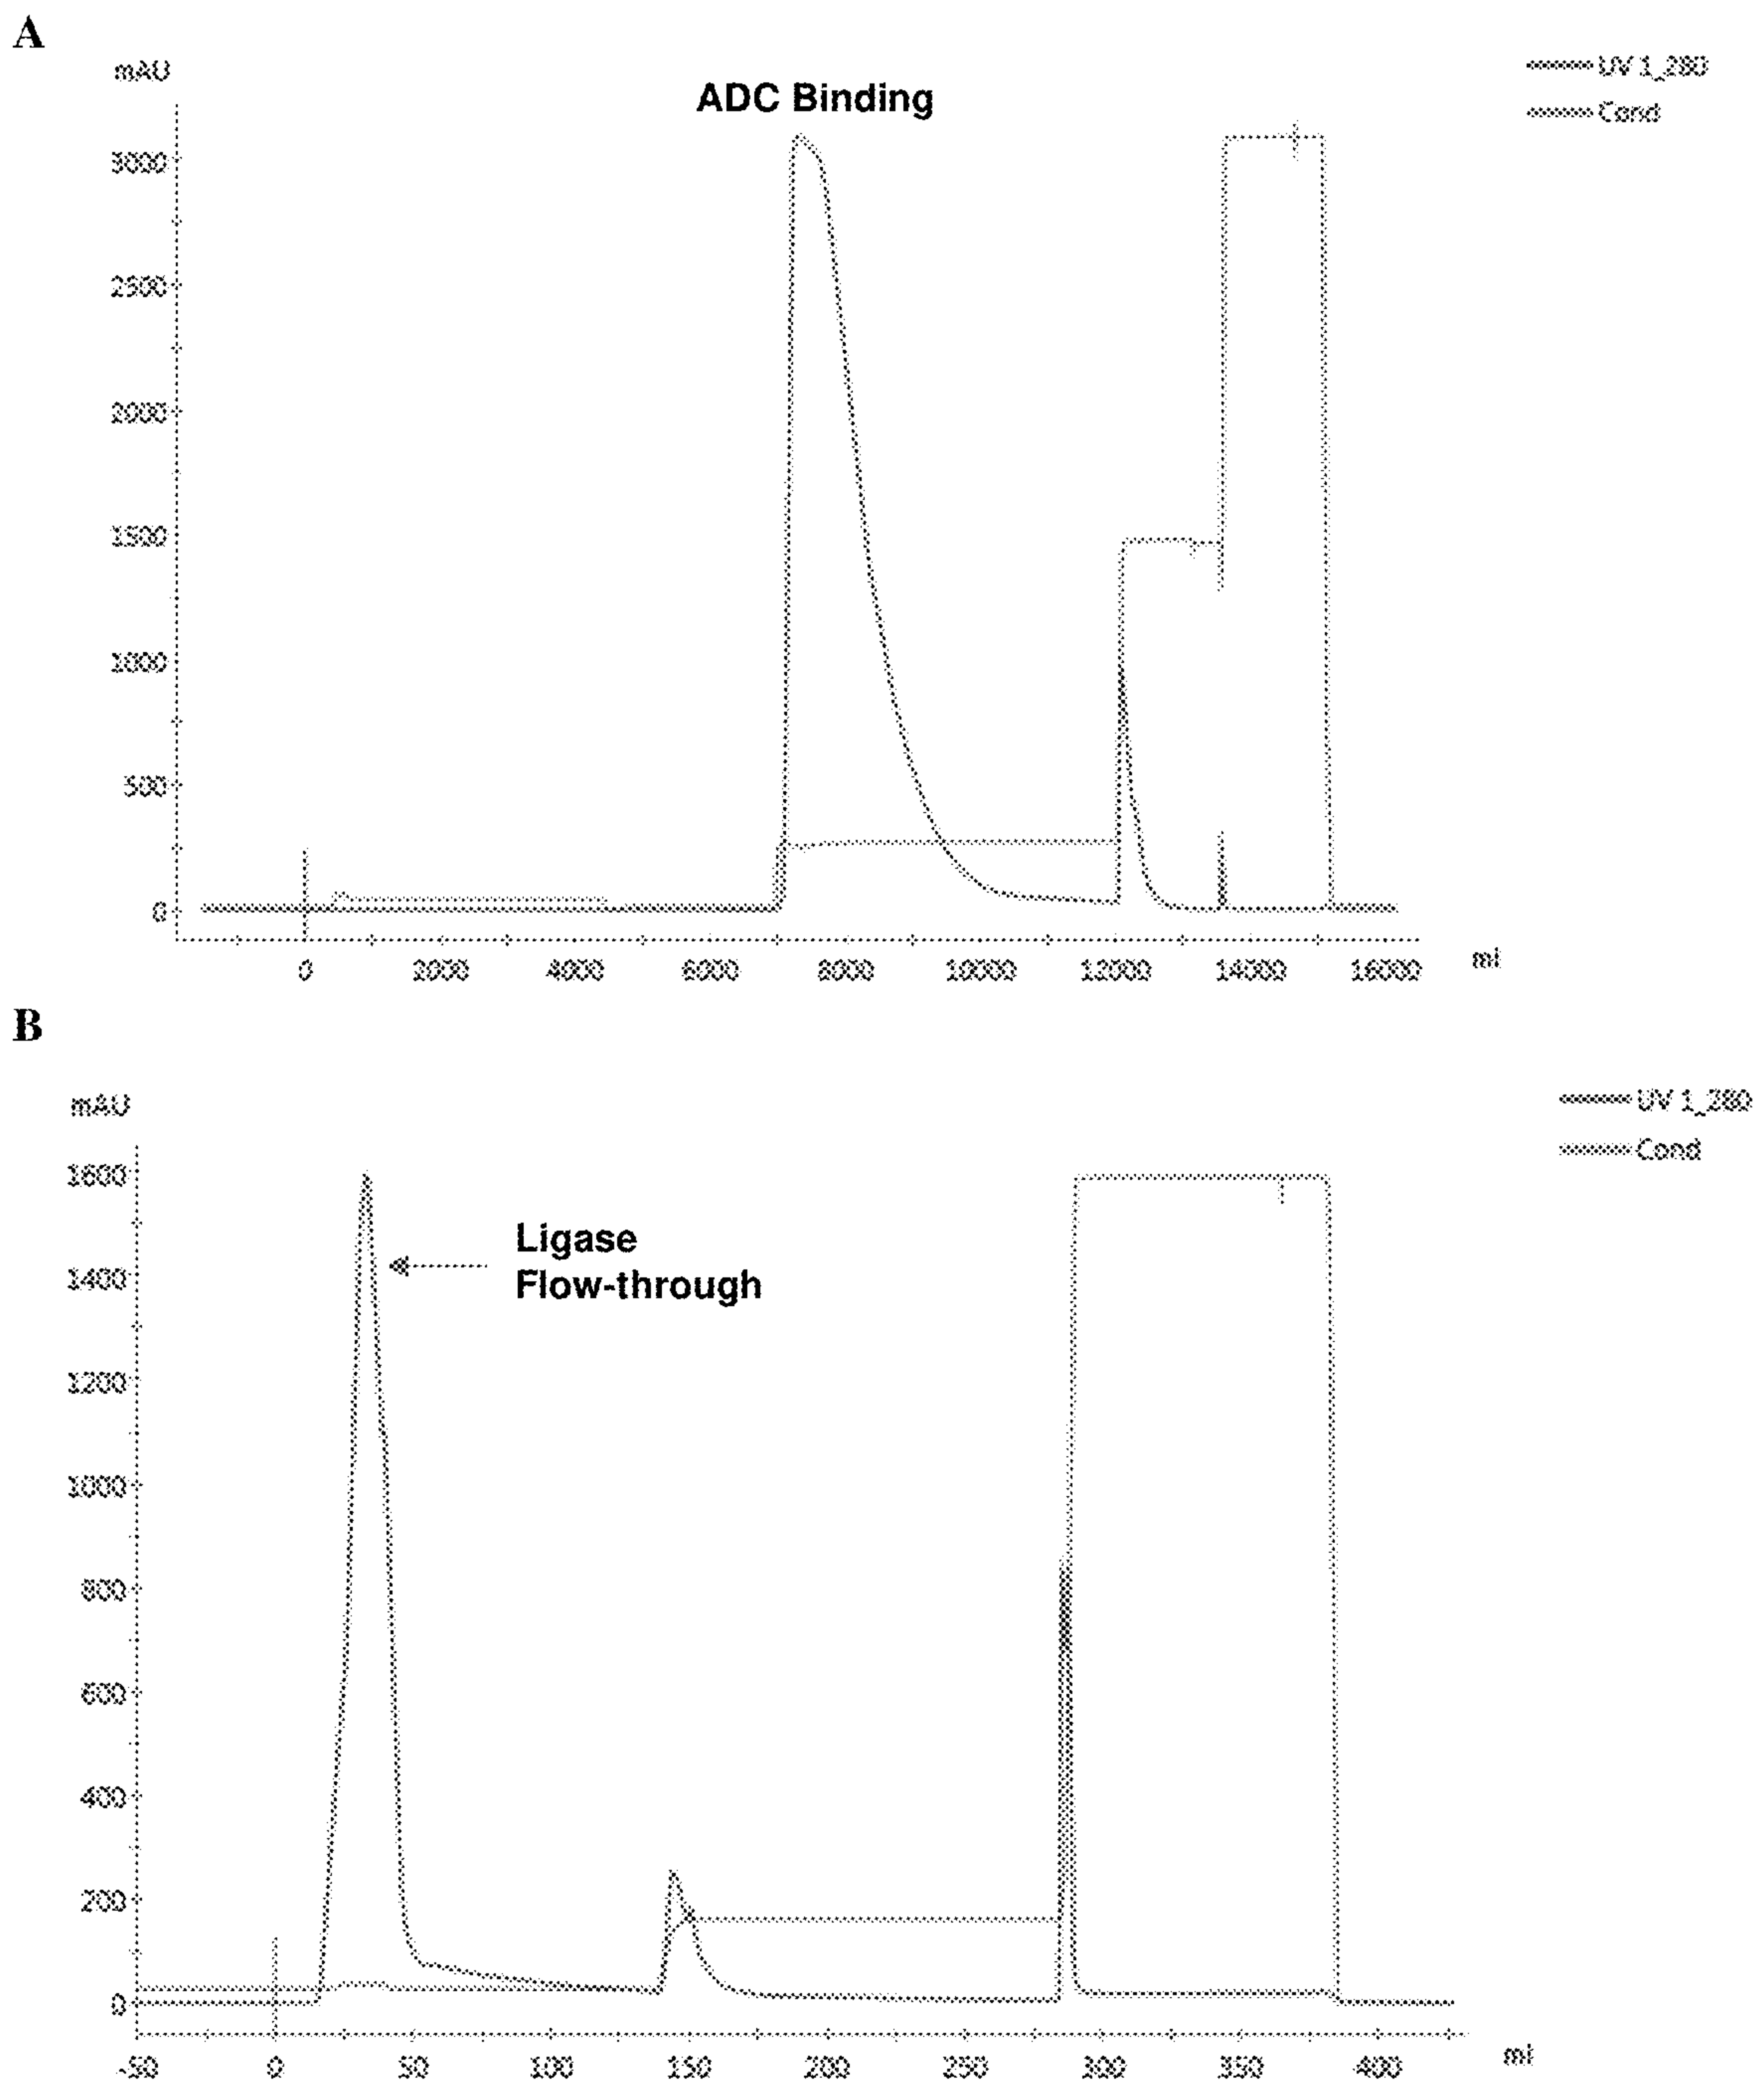 A
mAU
ADC Binding
UV 1_280
Cond
3000
2500
2000
1500
1000
500
0
0 2000 4000 6000 8000 10000 12000 14000 16000 ml
B
mAU
UV 1_280
Cond
1600
Ligase
Flow-through
1400
1200
1000
800
600
400
200
0
-50 0 50 100 150 200 250 300 350 400 ml